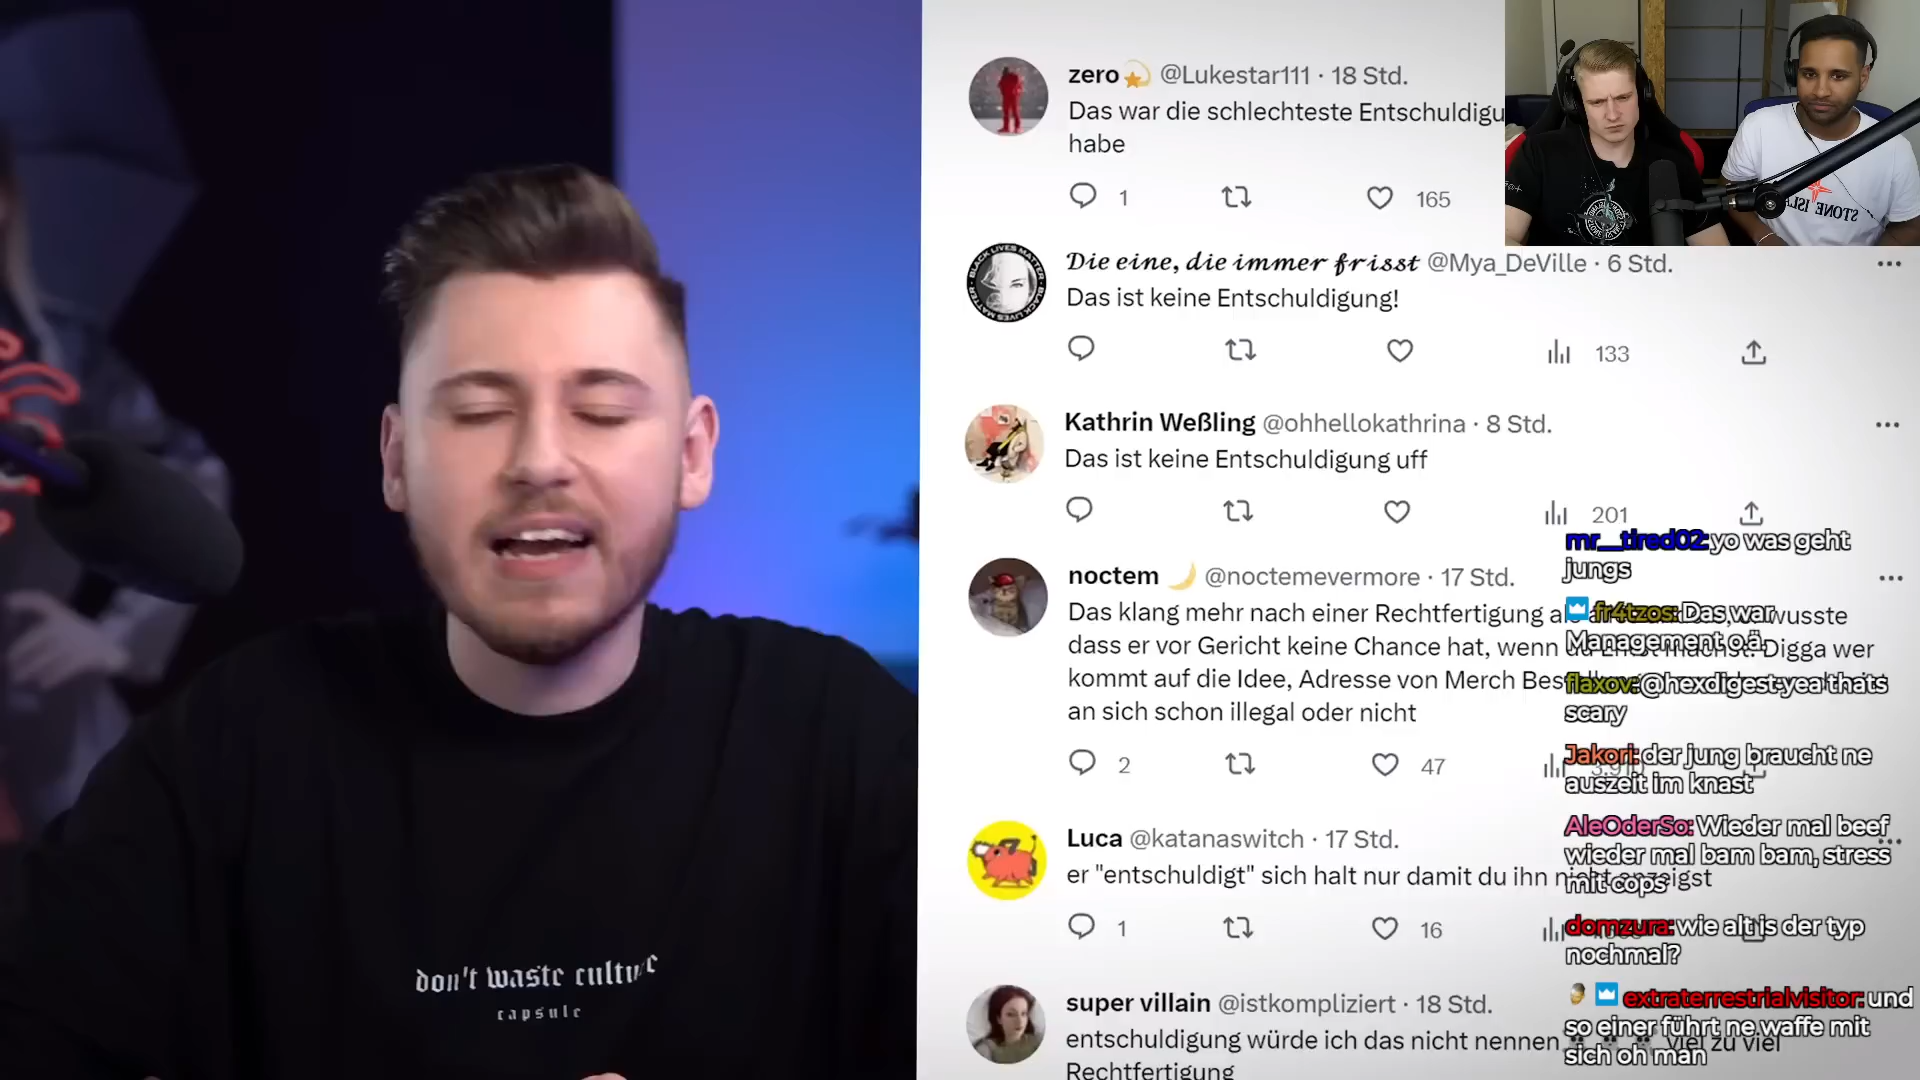 zero @Lukestar111 · 18 Std.
Das war die schlechteste Entschuldigu
habe
1 165
Die eine, die immer frisst @Mya_DeVille · 6 Std.
Das ist keine Entschuldigung!
133
Kathrin Weßling @ohhellokathrina · 8 Std.
Das ist keine Entschuldigung uff
201
noctem @noctemevermore · 17 Std.
Das klang mehr nach einer Rechtfertigung wusste
dass er vor Gericht keine Chance hat, wenn Digga wer
kommt auf die Idee, Adresse von Merch Bes
an sich schon illegal oder nicht
2 47
Luca @katanaswitch · 17 Std.
er "entschuldigt" sich halt nur damit du ihn nicht anzeigst
1 16
super villain @istkompliziert · 18 Std.
entschuldigung würde ich das nicht nennen viel zu viel
Rechtfertigung
mr__tired02: yo was geht
jungs
fr4tzos: Das war
Management o.ä.
flaxov: @hexdigest yea thats
scary
Jakori: der jung braucht ne
auszeit im knast
AleOderSo: Wieder mal beef
wieder mal bam bam, stress
mit cops
domzura: wie alt is der typ
nochmal?
extraterrestrialvisitor: und
so einer führt ne waffe mit
sich oh man
don't waste culture
capsule
BLACK LIVES MATTER